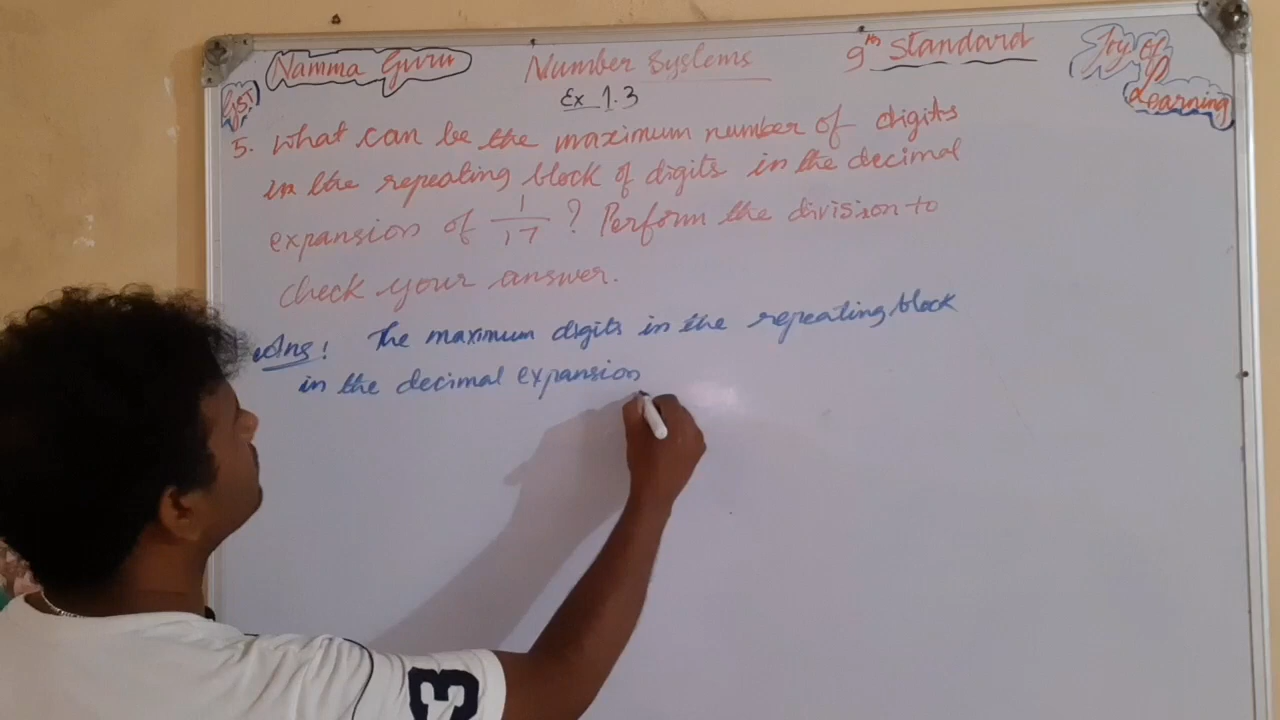 Namma Guru
Number Systems
9th Standard
Joy of
Learning
Ex 1.3
5. What can be the maximum number of digits
in the repeating block of digits in the decimal
expansion of 1/17 ? Perform the division to
check your answer.
Ans: The maximum digits in the repeating block
in the decimal expansion
3